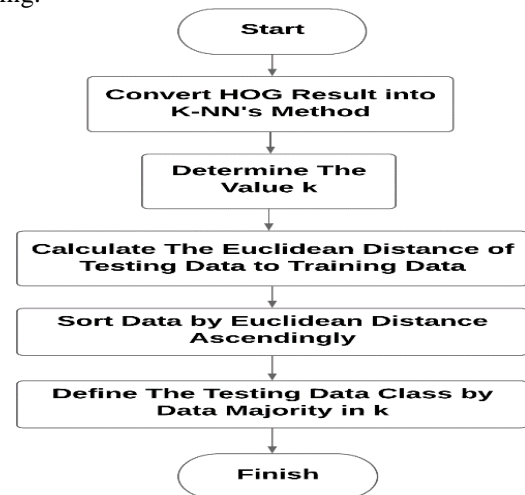 Start
Convert HOG Result into
K-NN's Method
Determine The
Value k
Calculate The Euclidean Distance of
Testing Data to Training Data
Sort Data by Euclidean Distance
Ascendingly
Define The Testing Data Class by
Data Majority in k
Finish